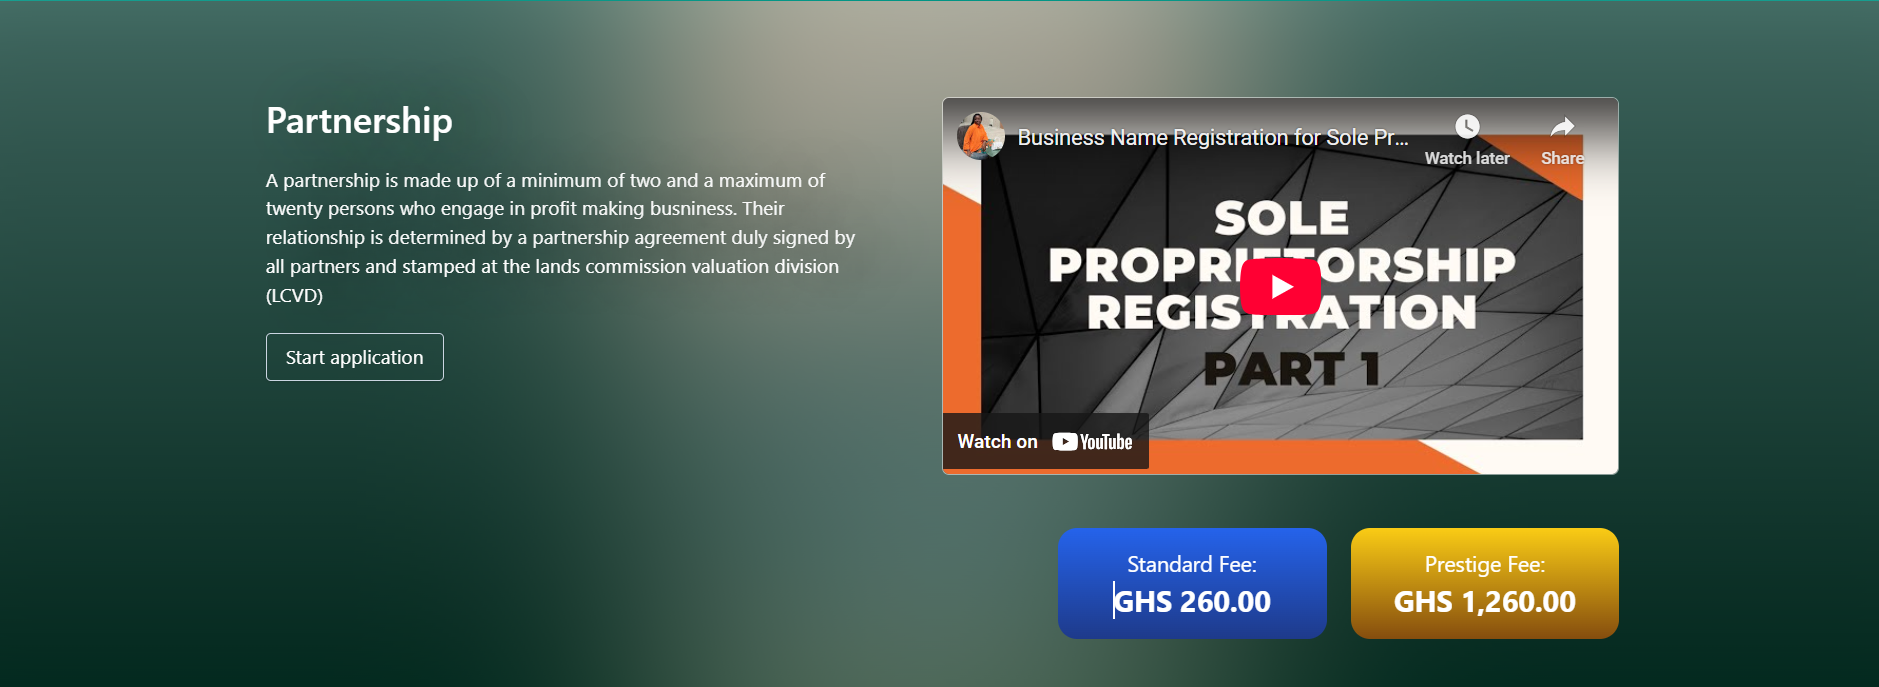 Partnership
A partnership is made up of a minimum of two and a maximum of
twenty persons who engage in profit making busniness. Their
relationship is determined by a partnership agreement duly signed by
all partners and stamped at the lands commission valuation division
(LCVD)
Start application
Business Name Registration for Sole Pr...
Watch later
Share
SOLE
PROPRIETORSHIP
REGISTRATION
PART 1
Watch on YouTube
Standard Fee:
GHS 260.00
Prestige Fee:
GHS 1,260.00